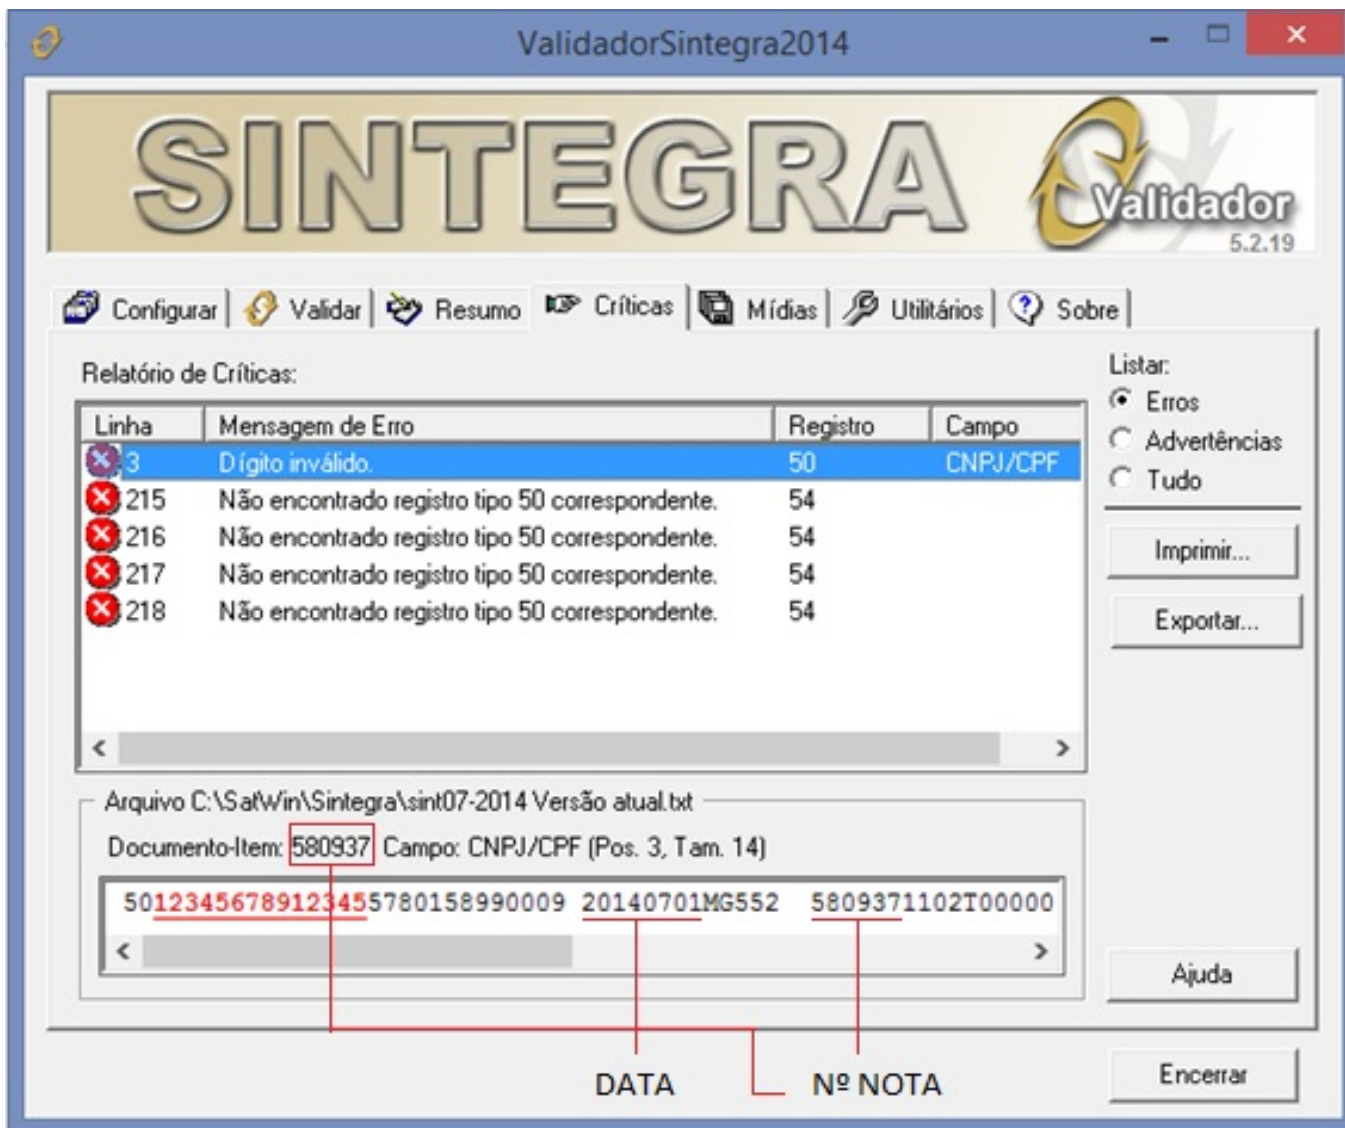 ValidadorSintegra2014
SINTEGRA
Validador
5.2.19
Configurar Validar Resumo Críticas Mídias Utilitários Sobre
Relatório de Críticas:
Linha Mensagem de Erro Registro Campo
3 Dígito inválido. 50 CNPJ/CPF
215 Não encontrado registro tipo 50 correspondente. 54
216 Não encontrado registro tipo 50 correspondente. 54
217 Não encontrado registro tipo 50 correspondente. 54
218 Não encontrado registro tipo 50 correspondente. 54
Listar:
Erros
Advertências
Tudo
Imprimir...
Exportar...
Arquivo C:\SatWin\Sintegra\sint07-2014 Versão atual.txt
Documento-Item: 580937 Campo: CNPJ/CPF (Pos. 3, Tam. 14)
50123456789123455780158990009 20140701MG552 5809371102T00000
Ajuda
DATA Nº NOTA
Encerrar